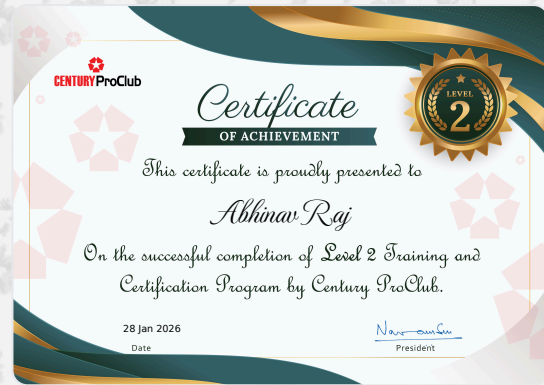 CENTURY ProClub
Certificate
OF ACHIEVEMENT
LEVEL
2
This certificate is proudly presented to
Abhinav Raj
On the successful completion of Level 2 Training and
Certification Program by Century ProClub.
28 Jan 2026
Date
President